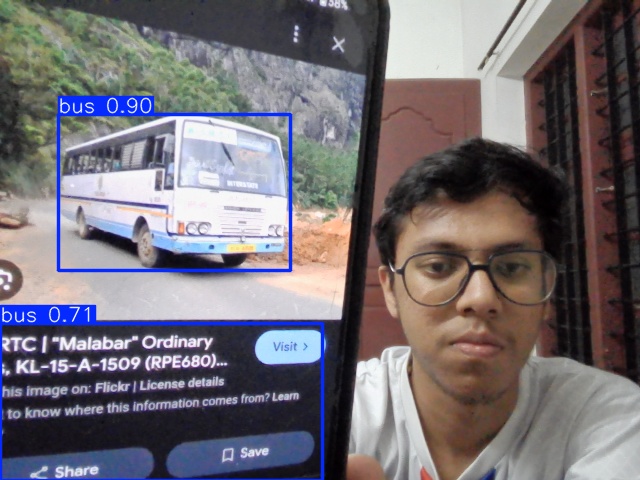 38%
bus 0.90
bus 0.71
RTC | "Malabar" Ordinary
, KL-15-A-1509 (RPE680)...
Visit >
his image on: Flickr | License details
to know where this information comes from? Learn
Share
Save